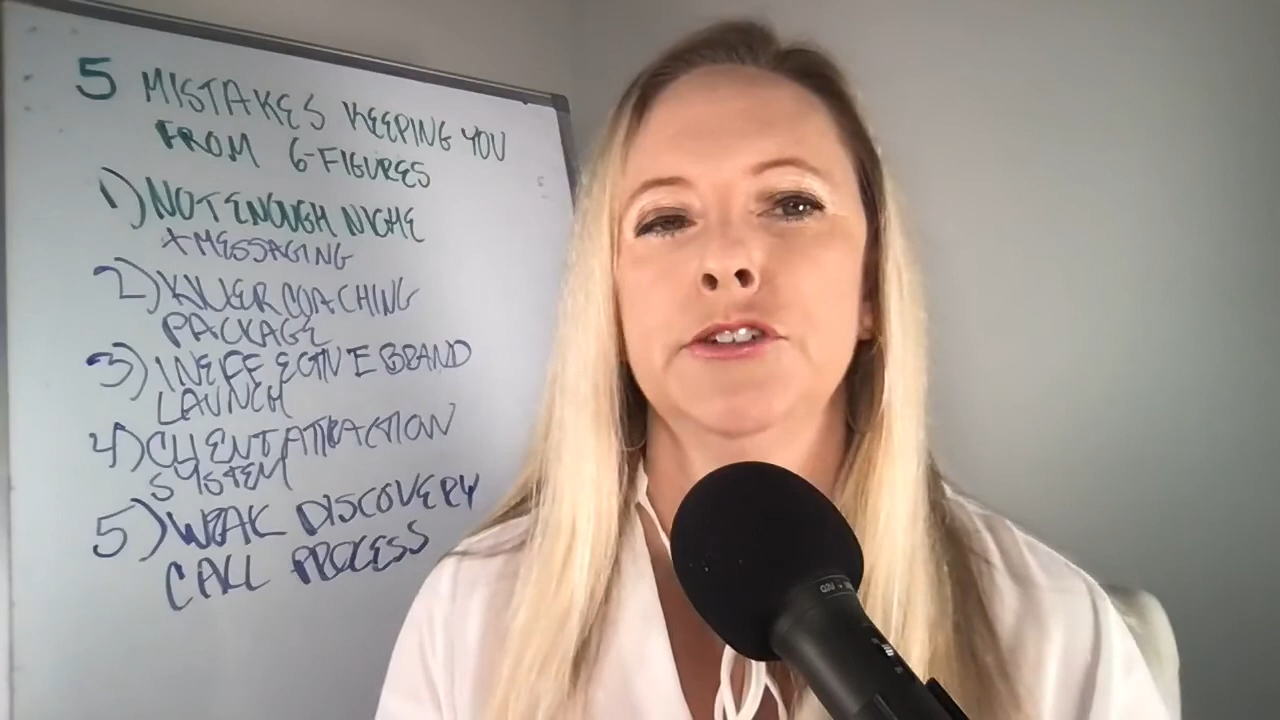 5 MISTAKES KEEPING YOU
FROM 6-FIGURES
1) NOT ENOUGH NICHE
+ MESSAGING
2) KILLER COACHING
PACKAGE
3) INEFFECTIVE BRAND
LAUNCH
4) CLIENT ATTRACTION
SYSTEM
5) WEAK DISCOVERY
CALL PROCESS